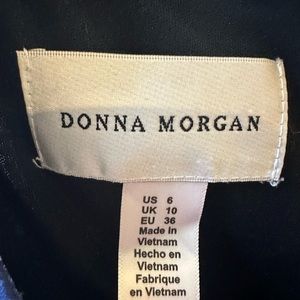 DONNA MORGAN
US 6
UK 10
EU 36
Made in
Vietnam
Hecho en
Vietnam
Fabrique
en Vietnam